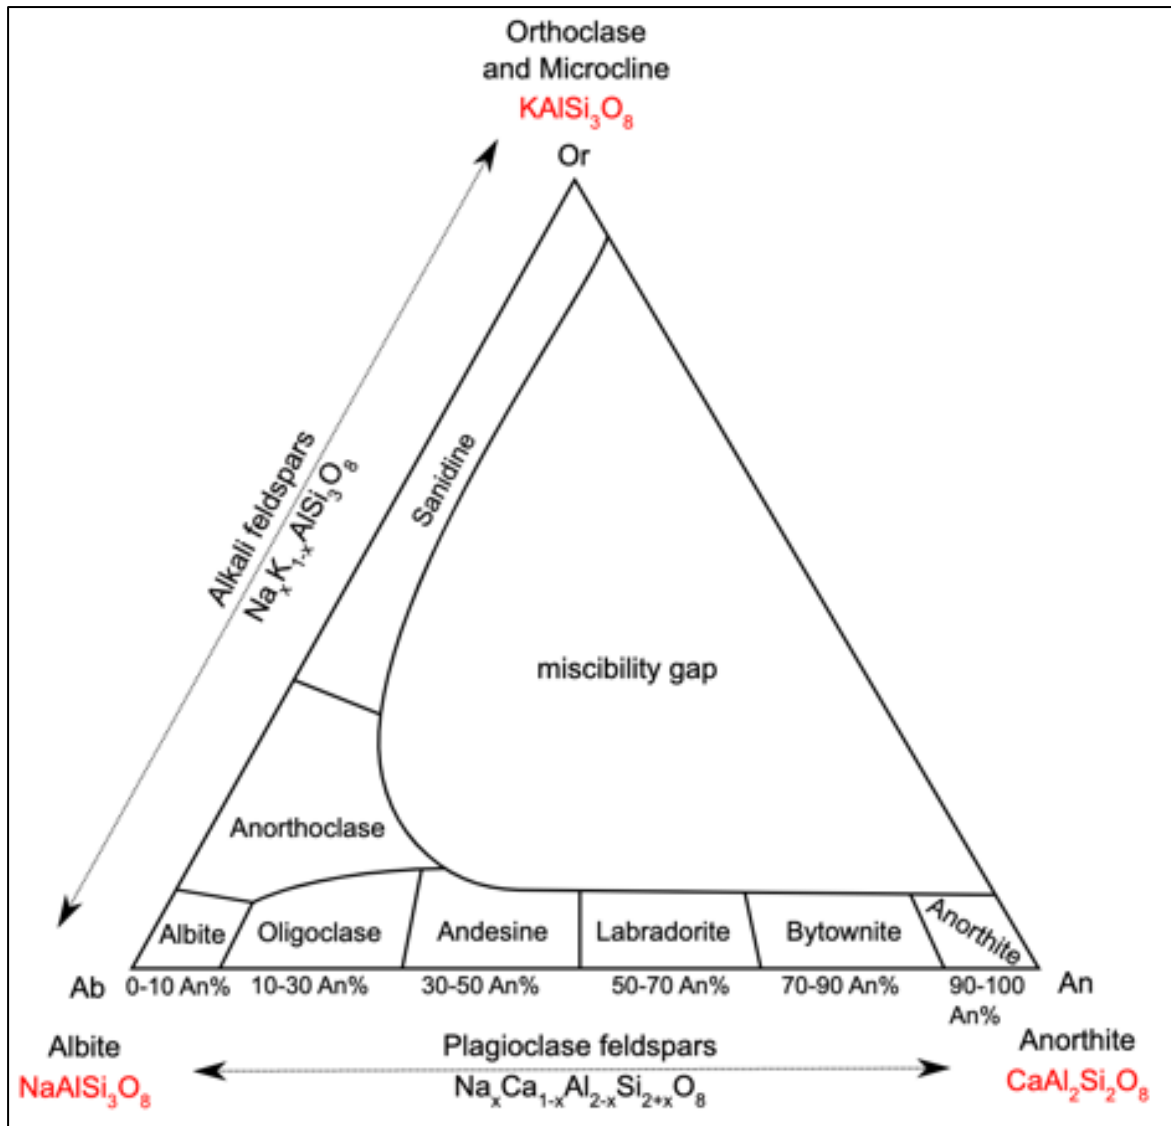 Orthoclase
and Microcline
KAlSi₃O₈
Or
Alkali feldspars
NaₓK₁₋ₓAlSi₃O₈
Sanidine
miscibility gap
Anorthoclase
Albite
Oligoclase
Andesine
Labradorite
Bytownite
Anorthite
Ab
0-10 An%
10-30 An%
30-50 An%
50-70 An%
70-90 An%
90-100
An%
An
Albite
NaAlSi₃O₈
Plagioclase feldspars
NaₓCa₁₋ₓAl₂₋ₓSi₂₊ₓO₈
Anorthite
CaAl₂Si₂O₈